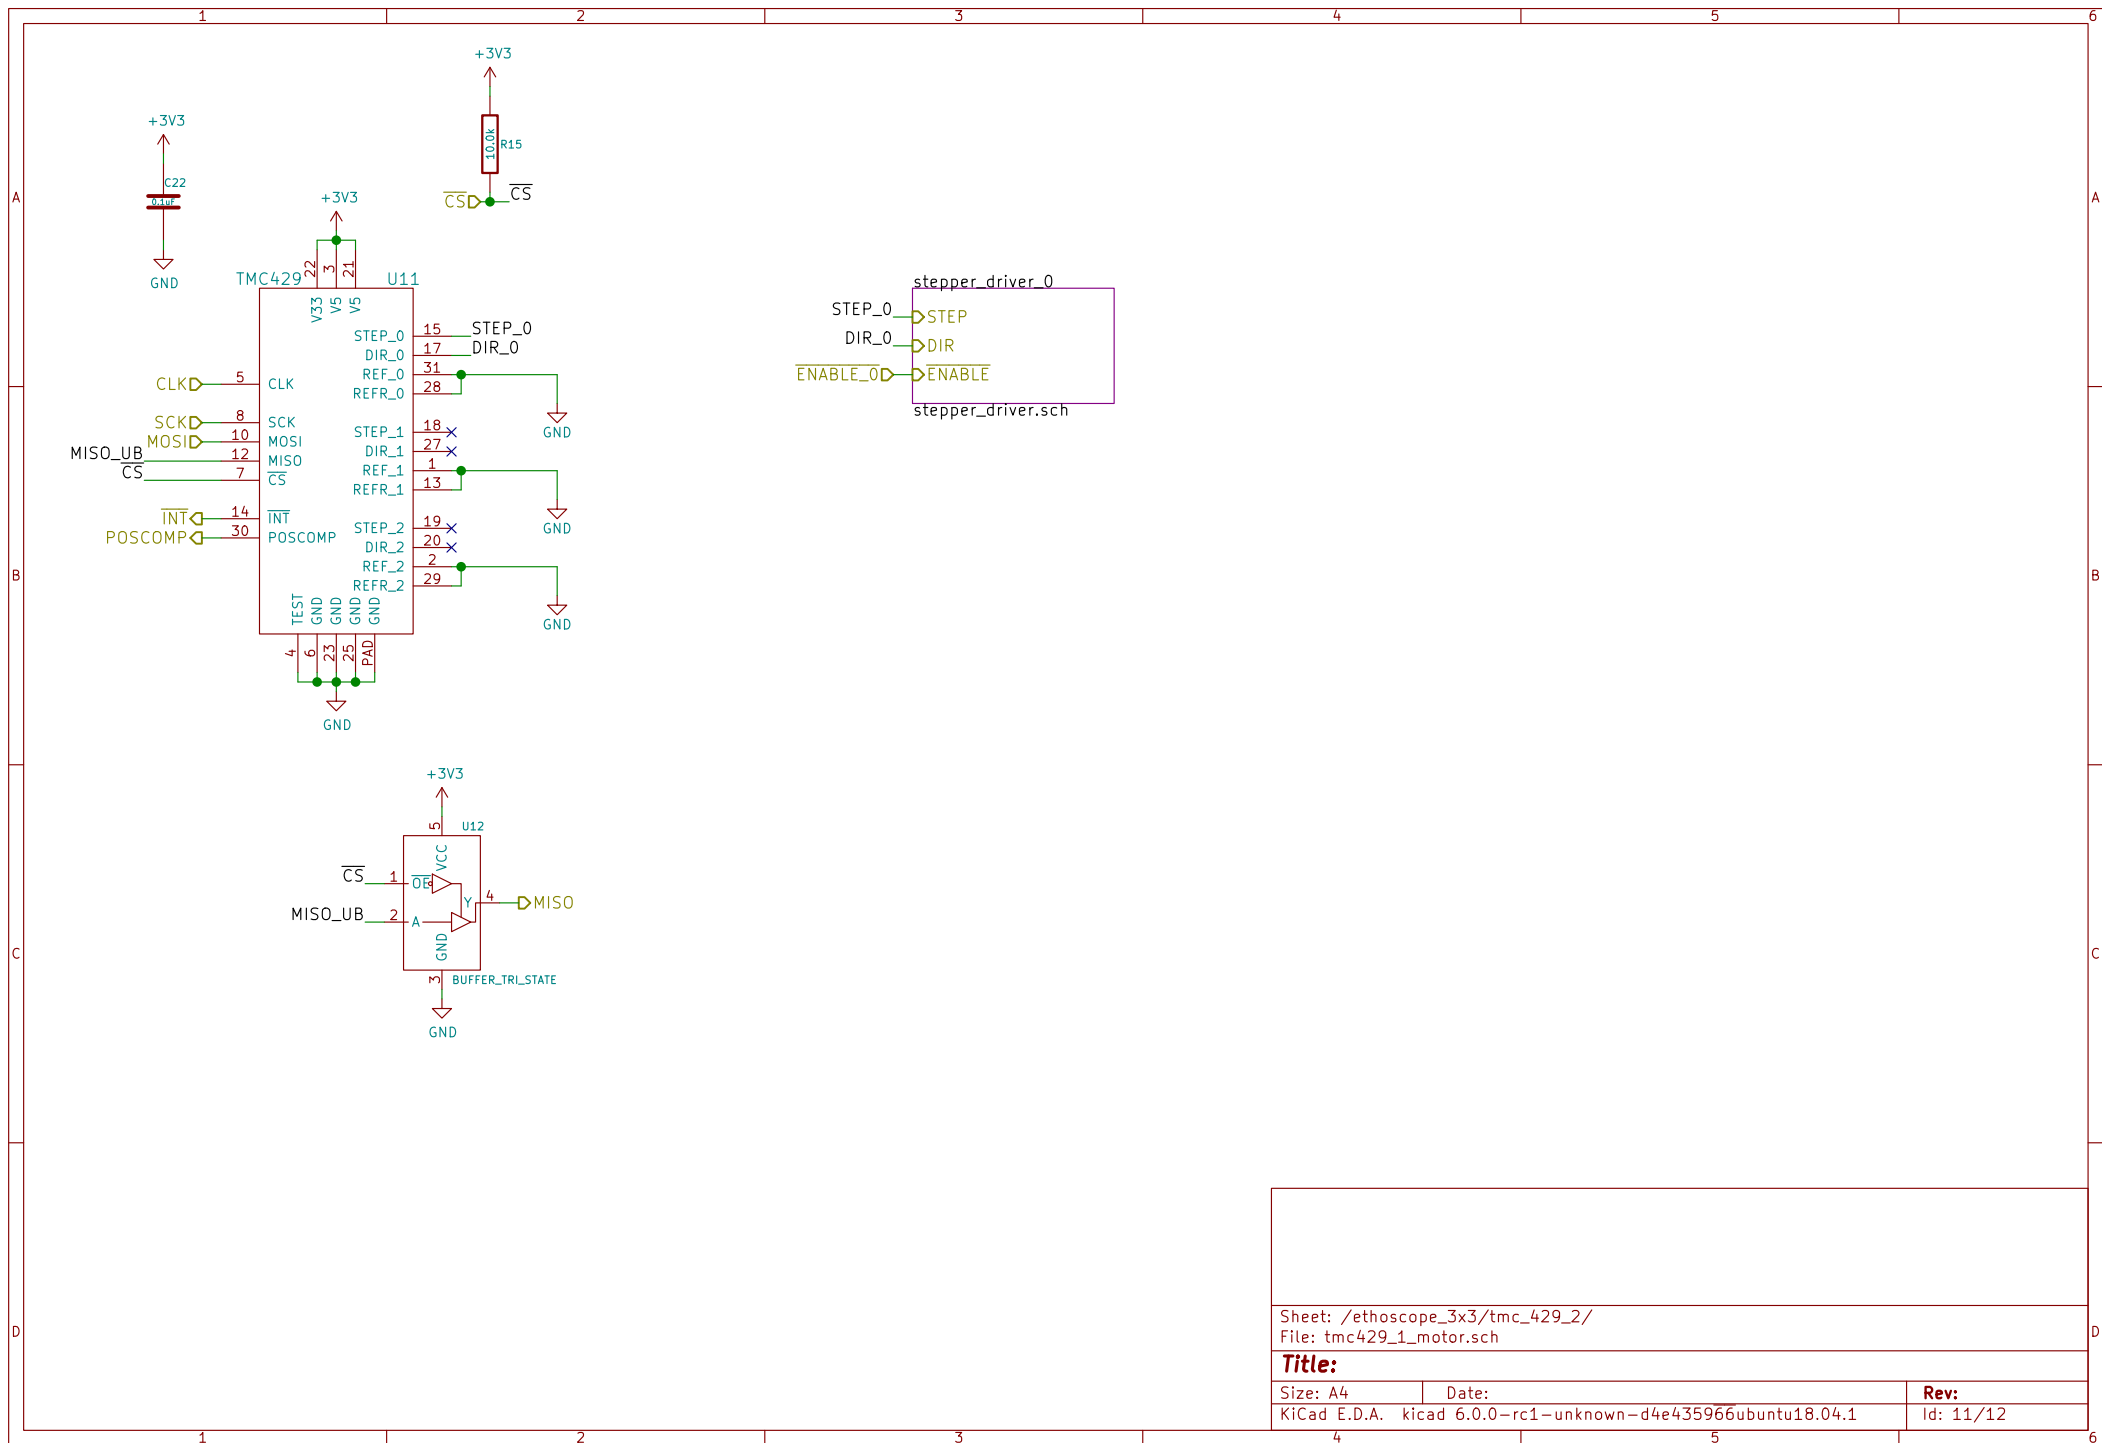 1 2 3 4 5 6
+3V3
10.0k
R15
CS
CS
+3V3
C22
0.1uF
GND
A
A
+3V3
22
3
21
TMC429
U11
V33
V5
V5
STEP_0 15 STEP_0
DIR_0 17 DIR_0
REF_0 31
REFR_0 28
GND
CLK 5 CLK
SCK 8 SCK
MOSI 10 MOSI
MISO_UB 12 MISO
CS 7 CS
INT 14 INT
POSCOMP 30 POSCOMP
STEP_1 18
DIR_1 27
REF_1 1
REFR_1 13
GND
STEP_2 19
DIR_2 20
REF_2 2
REFR_2 29
GND
TEST
GND
GND
GND
GND
4
6
23
25
PAD
GND
stepper_driver_0
STEP_0 STEP
DIR_0 DIR
ENABLE_0 ENABLE
stepper_driver.sch
B
B
+3V3
5
U12
VCC
CS 1 OE
Y 4 MISO
MISO_UB 2 A
GND
3
BUFFER_TRI_STATE
GND
C
C
D
D
Sheet: /ethoscope_3x3/tmc_429_2/
File: tmc429_1_motor.sch
Title:
Size: A4 Date: Rev:
KiCad E.D.A. kicad 6.0.0-rc1-unknown-d4e435966ubuntu18.04.1 Id: 11/12
1 2 3 4 5 6